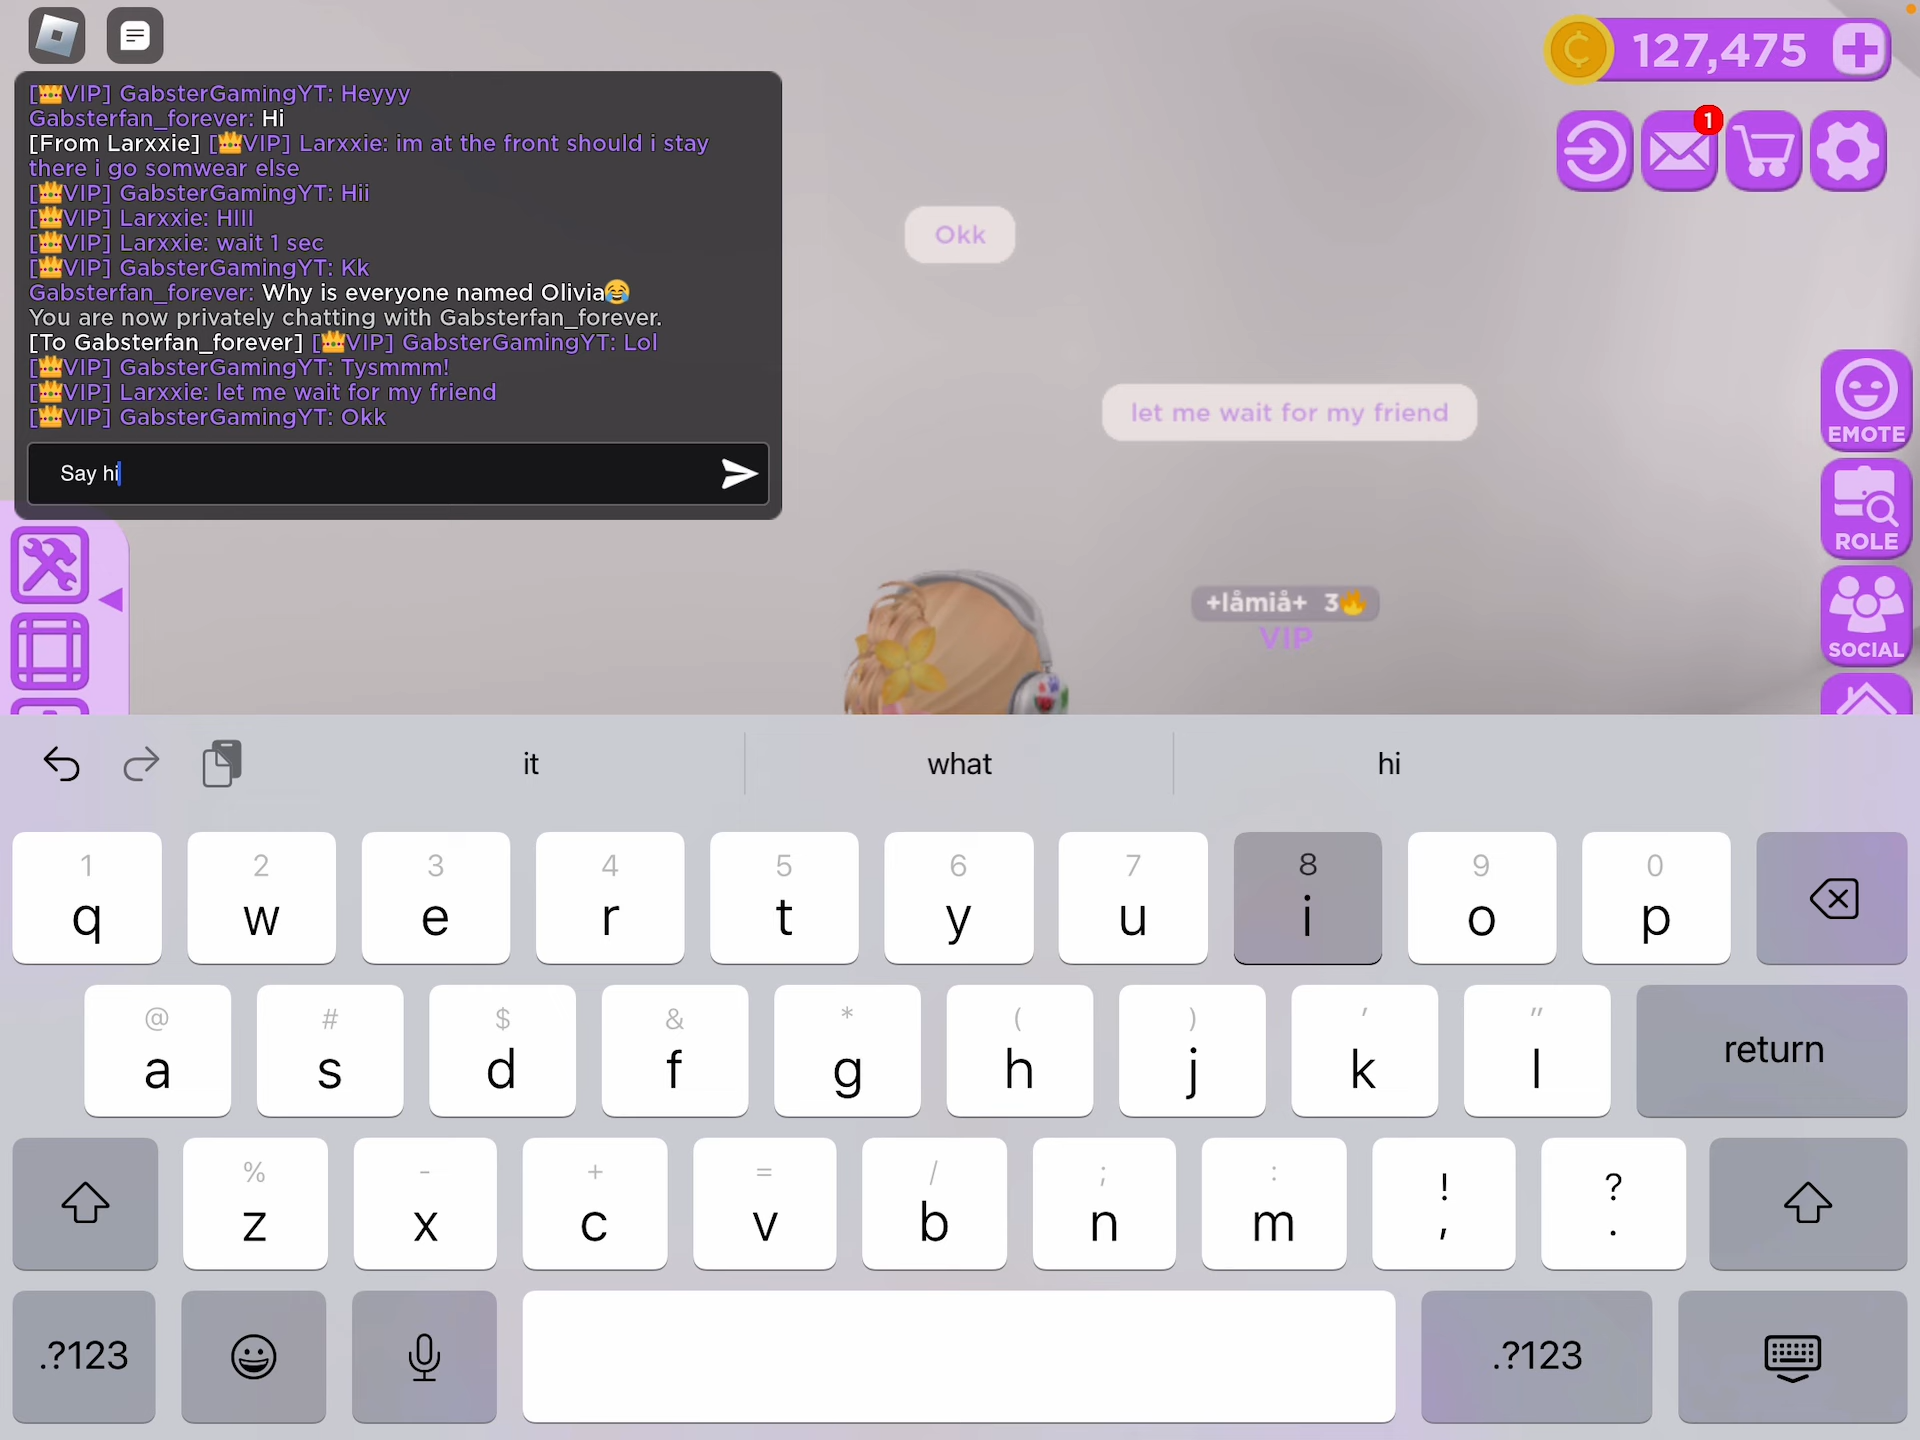 127,475
1
[👑VIP] GabsterGamingYT: Heyyy
Gabsterfan_forever: Hi
[From Larxxie] [👑VIP] Larxxie: im at the front should i stay
there i go somwear else
[👑VIP] GabsterGamingYT: Hii
[👑VIP] Larxxie: HIII
[👑VIP] Larxxie: wait 1 sec
[👑VIP] GabsterGamingYT: Kk
Gabsterfan_forever: Why is everyone named Olivia😂
You are now privately chatting with Gabsterfan_forever.
[To Gabsterfan_forever] [👑VIP] GabsterGamingYT: Lol
[👑VIP] GabsterGamingYT: Tysmmm!
[👑VIP] Larxxie: let me wait for my friend
[👑VIP] GabsterGamingYT: Okk
Say hi
Okk
let me wait for my friend
+låmiå+ 3🔥
VIP
EMOTE
ROLE
SOCIAL
it what hi
1 2 3 4 5 6 7 8 9 0
q w e r t y u i o p
@ # $ & * ( ) ' "
a s d f g h j k l return
% - + = / ; : ! ?
z x c v b n m , .
.?123 .?123